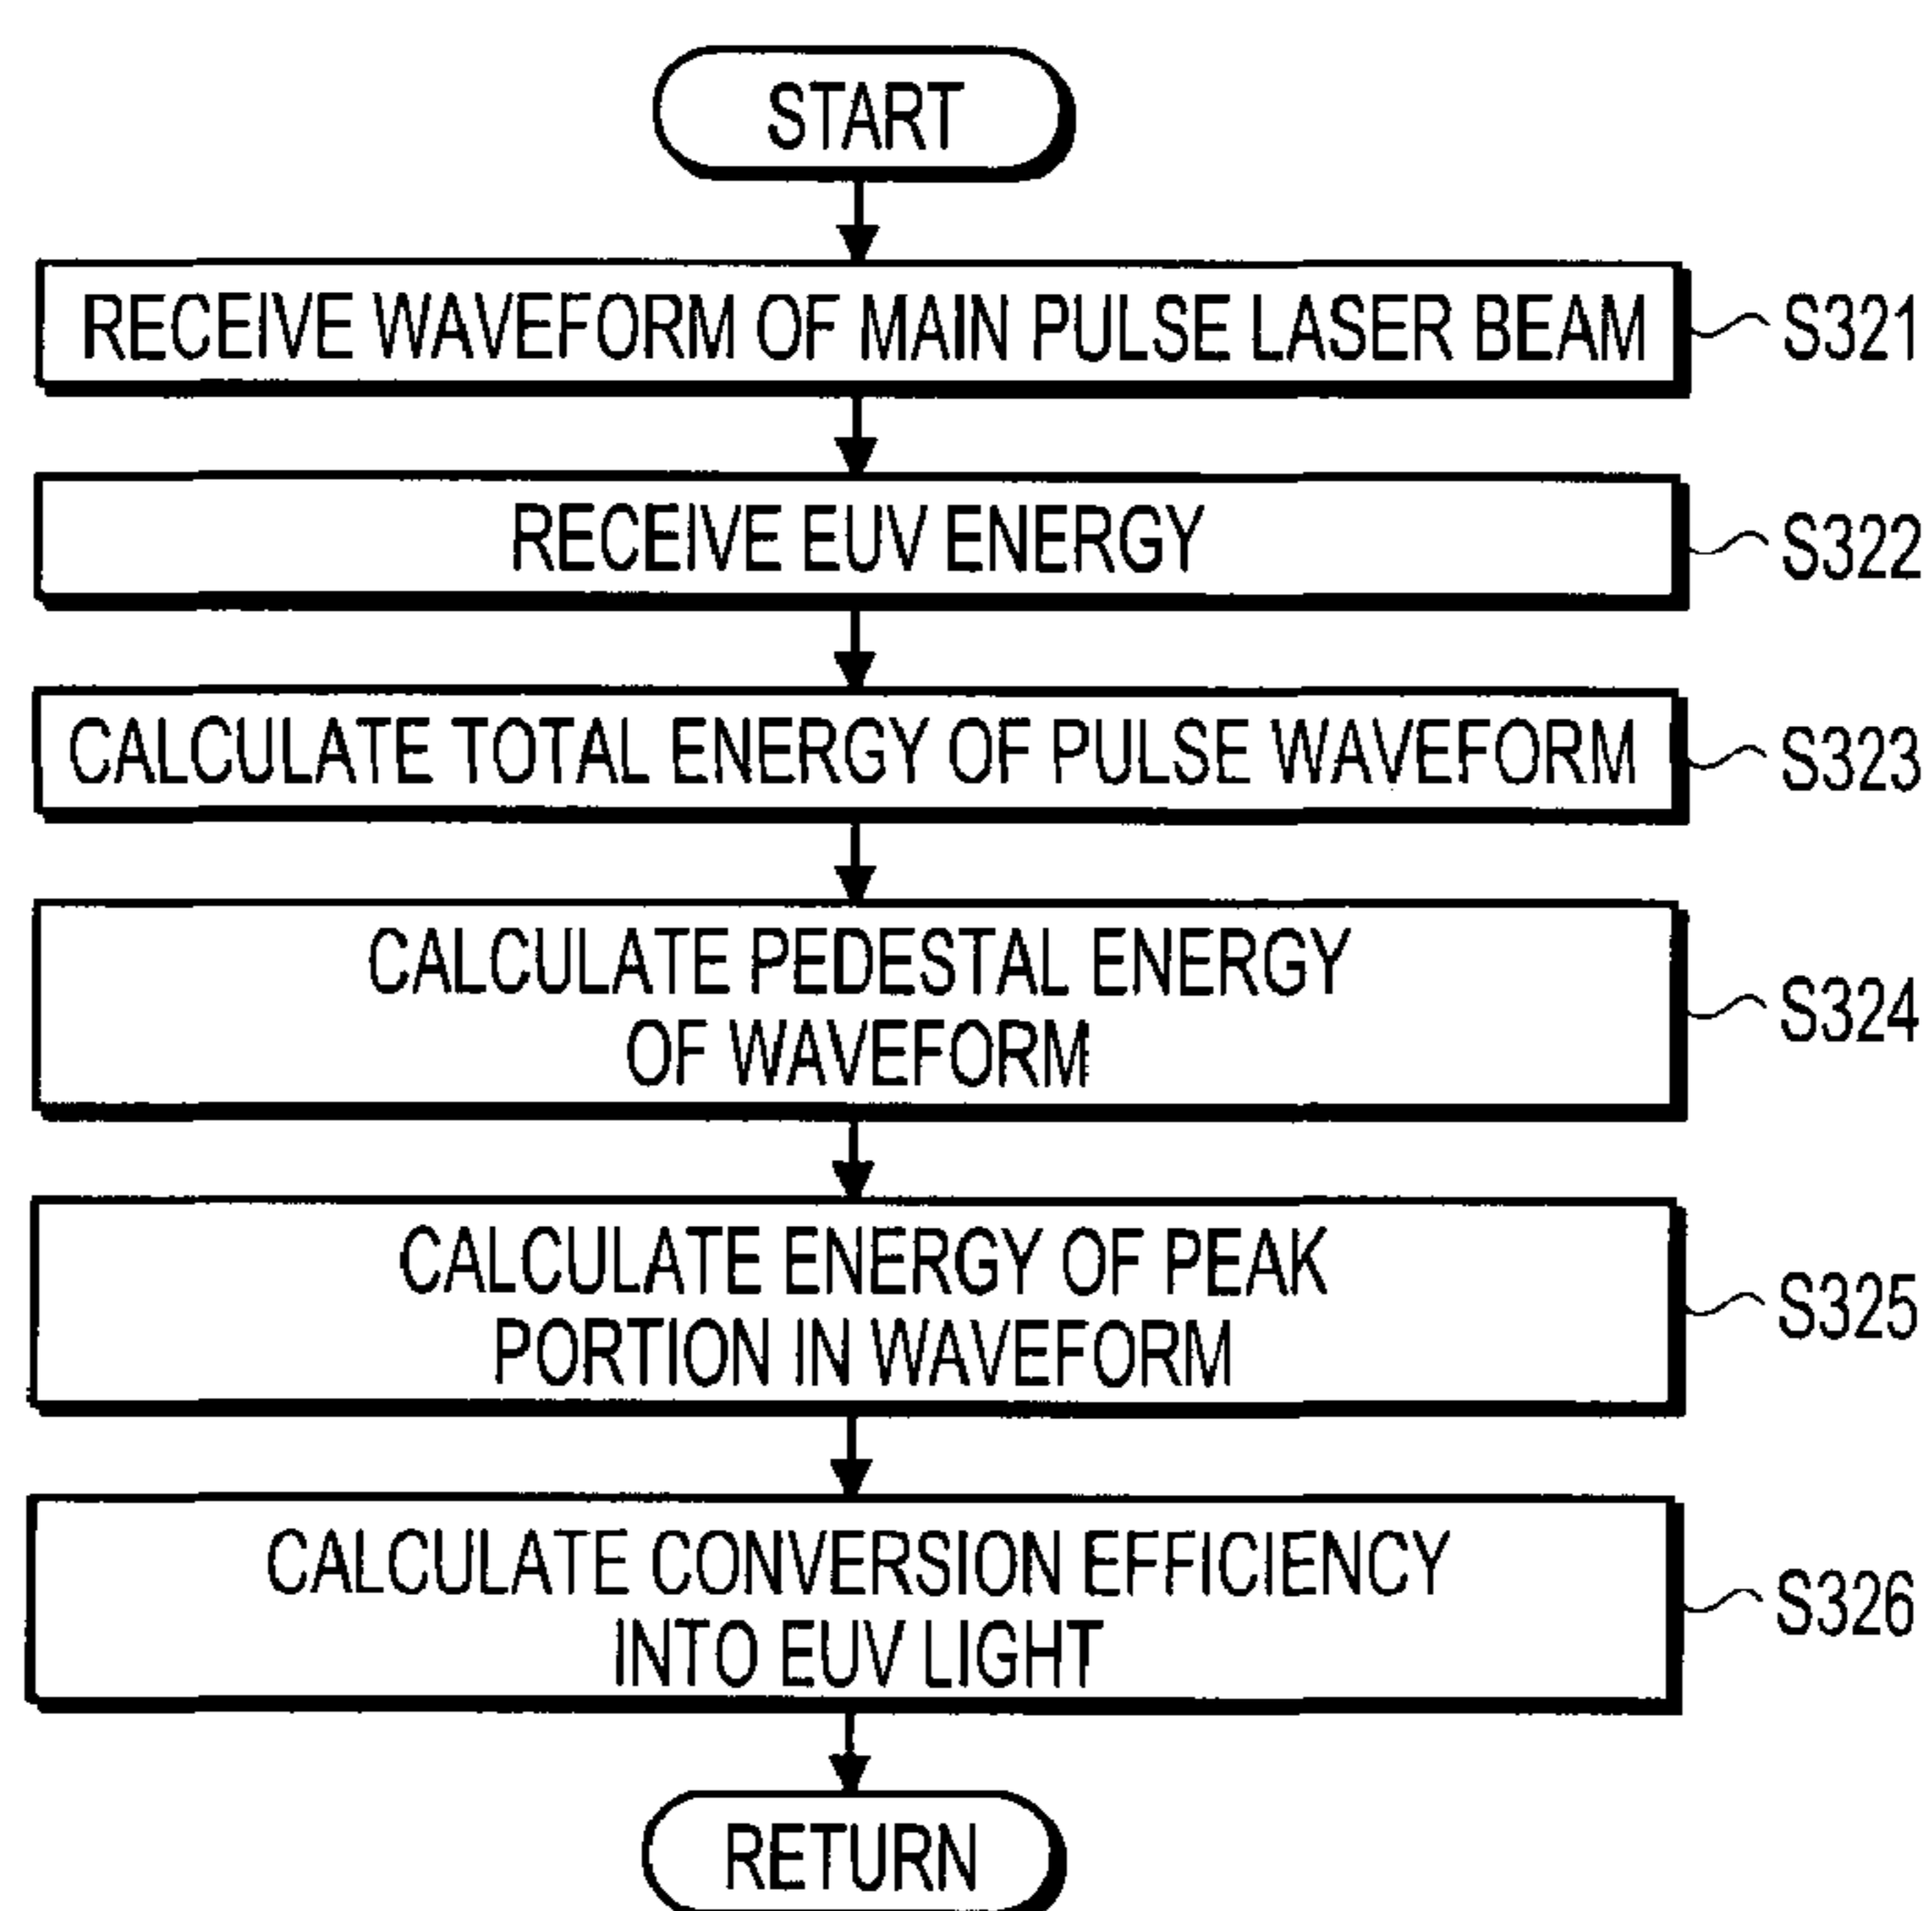 START
RECEIVE WAVEFORM OF MAIN PULSE LASER BEAM
S321
RECEIVE EUV ENERGY
S322
CALCULATE TOTAL ENERGY OF PULSE WAVEFORM
S323
CALCULATE PEDESTAL ENERGY
OF WAVEFORM
S324
CALCULATE ENERGY OF PEAK
PORTION IN WAVEFORM
S325
CALCULATE CONVERSION EFFICIENCY
INTO EUV LIGHT
S326
RETURN